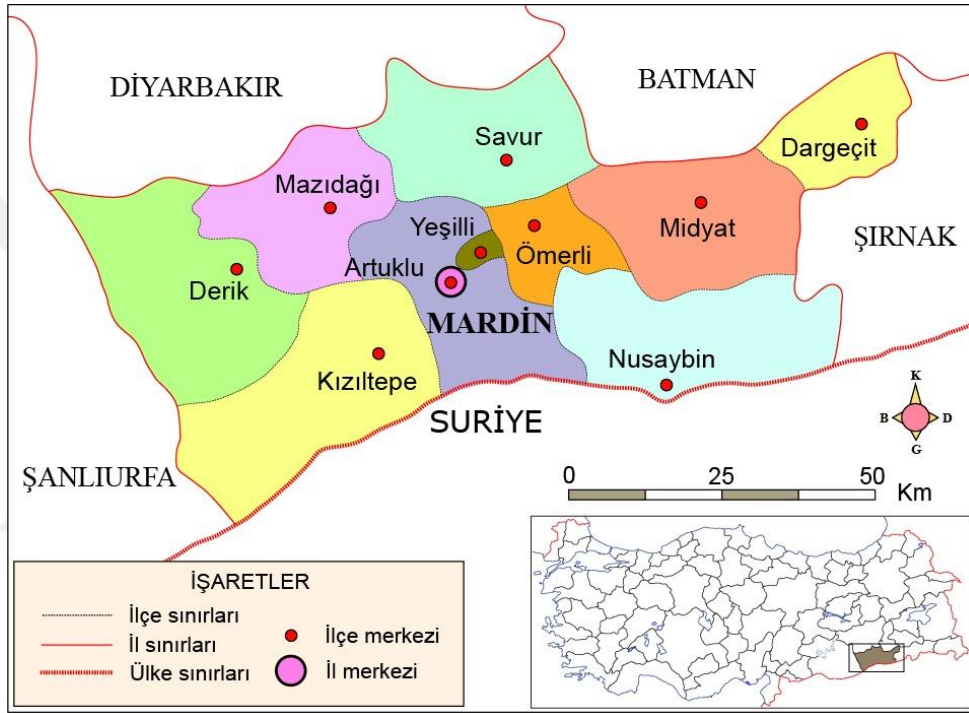 DİYARBAKIR
BATMAN
Savur
Dargeçit
Mazıdağı
Yeşilli
Midyat
ŞIRNAK
Artuklu
Ömerli
Derik
MARDİN
Kızıltepe
Nusaybin
SURİYE
K
B
D
G
ŞANLIURFA
0
25
50
Km
İŞARETLER
İlçe sınırları
İl sınırları
Ülke sınırları
İlçe merkezi
İl merkezi